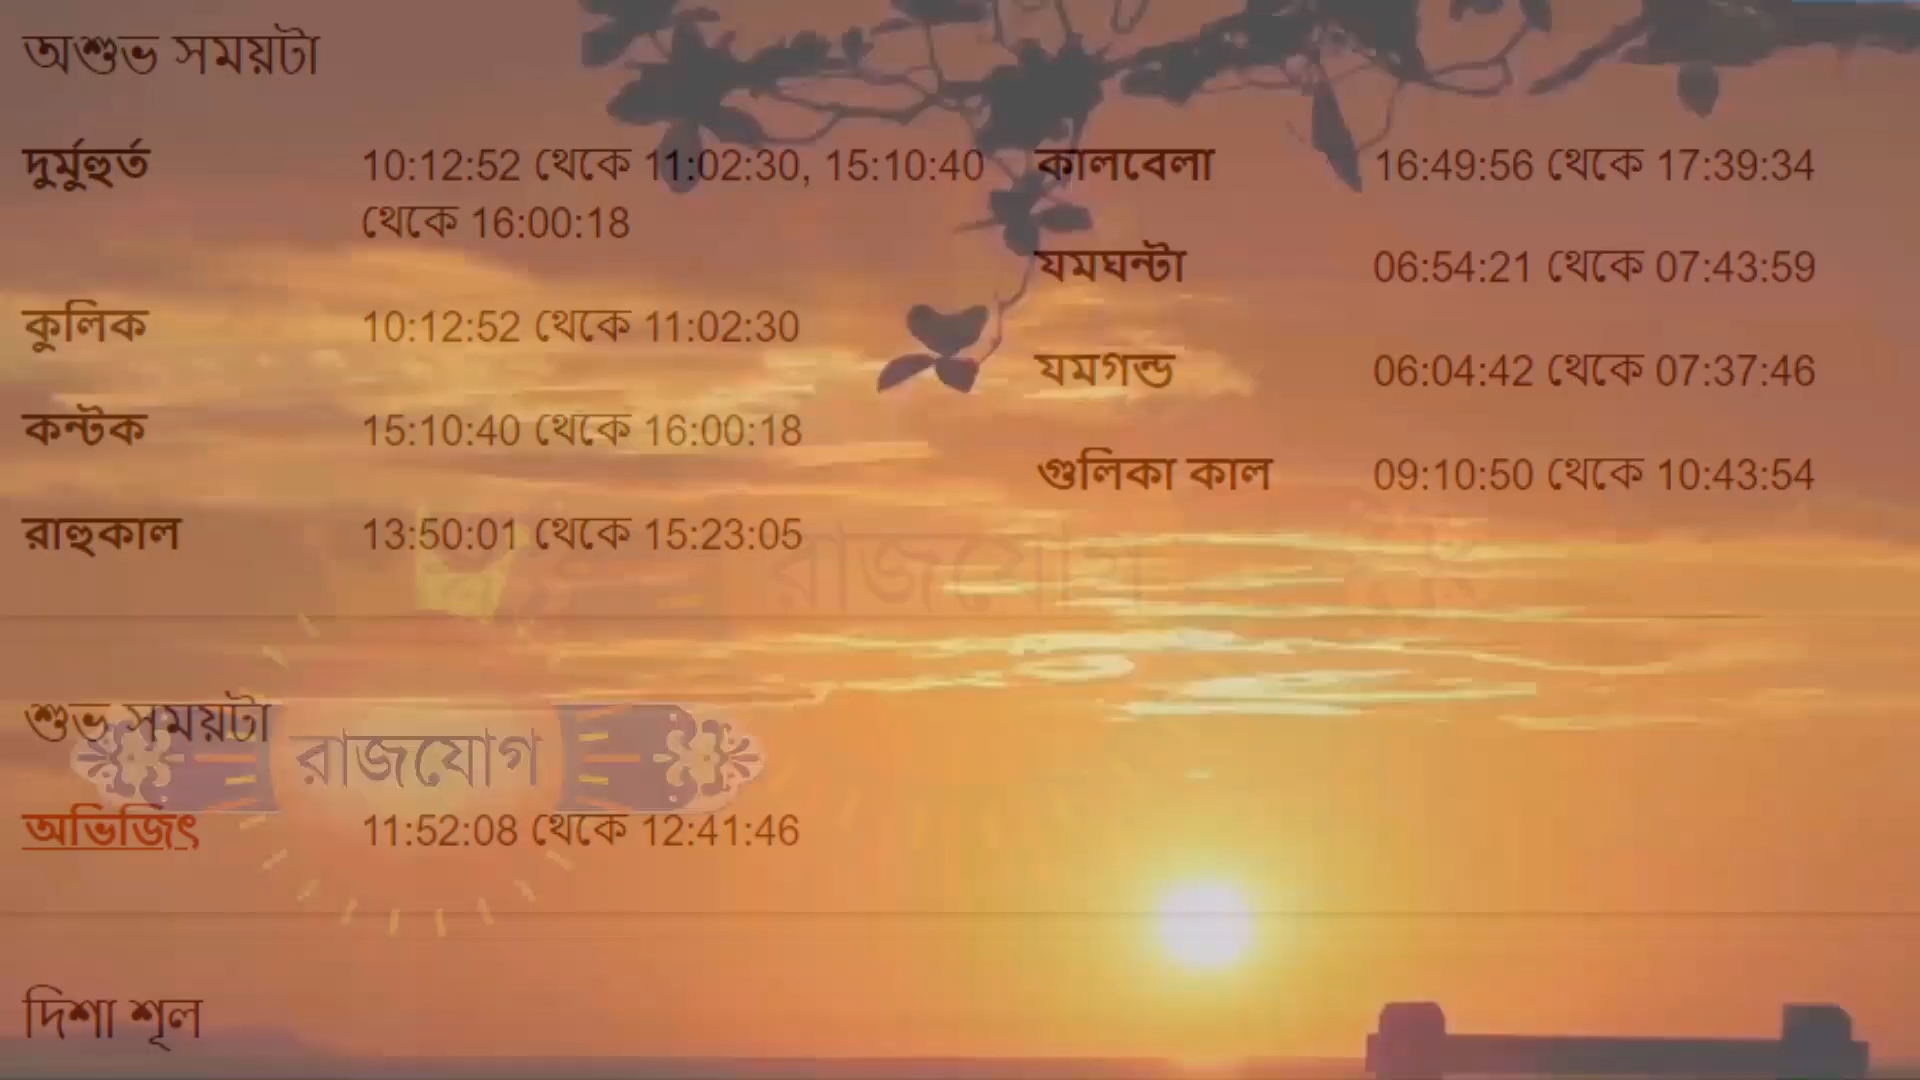 অশুভ সময়টা
দুর্মুহুর্ত 10:12:52 থেকে 11:02:30, 15:10:40
থেকে 16:00:18
কুলিক 10:12:52 থেকে 11:02:30
কন্টক 15:10:40 থেকে 16:00:18
রাহুকাল 13:50:01 থেকে 15:23:05
কালবেলা 16:49:56 থেকে 17:39:34
যমঘন্টা 06:54:21 থেকে 07:43:59
যমগন্ড 06:04:42 থেকে 07:37:46
গুলিকা কাল 09:10:50 থেকে 10:43:54
রাজযোগ
শুভ সময়টা
রাজযোগ
অভিজিৎ 11:52:08 থেকে 12:41:46
দিশা শূল